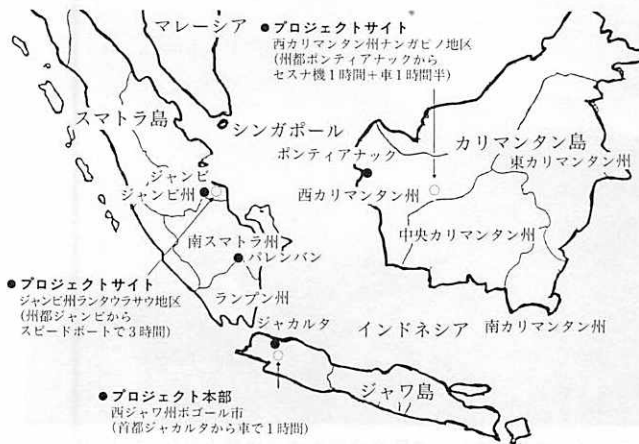 ●プロジェクトサイト
西カリマンタン州ナンガピノ地区
(州都ポンティアナックから
セスナ機1時間+車1時間半)
マレーシア
スマトラ島
シンガポール
ポンティアナック
カリマンタン島
東カリマンタン州
ジャンビ
ジャンビ州
西カリマンタン州
南スマトラ州
パレンバン
中央カリマンタン州
●プロジェクトサイト
ジャンビ州ランタウラサウ地区
(州都ジャンビから
スピードボートで3時間)
ランプン州
ジャカルタ
インドネシア
南カリマンタン州
ジャワ島
●プロジェクト本部
西ジャワ州ボゴール市
(首都ジャカルタから車で1時間)